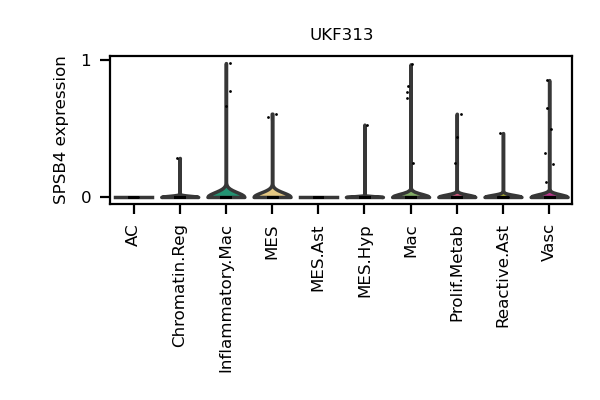 UKF313
SPSB4 expression
1
0
AC
Chromatin.Reg
Inflammatory.Mac
MES
MES.Ast
MES.Hyp
Mac
Prolif.Metab
Reactive.Ast
Vasc